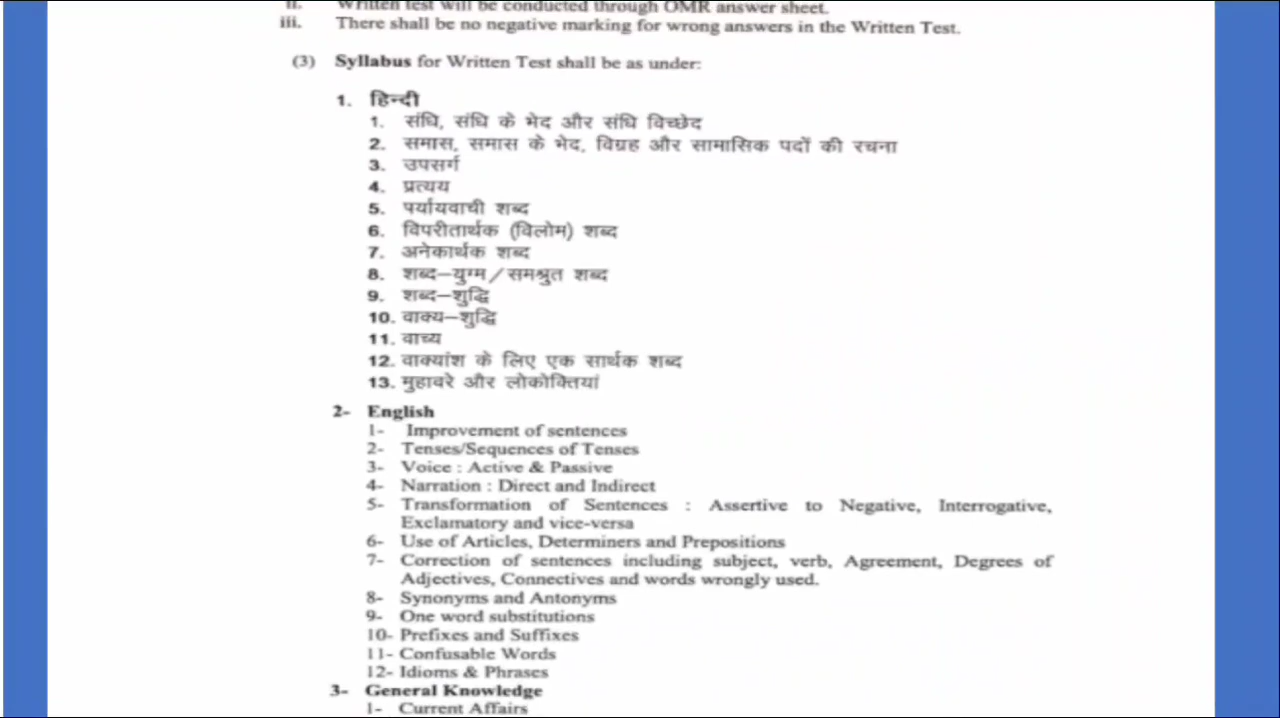 ii. Written test will be conducted through OMR answer sheet.
iii. There shall be no negative marking for wrong answers in the Written Test.
(3) Syllabus for Written Test shall be as under:
1. हिन्दी
1. संधि, संधि के भेद और संधि विच्छेद
2. समास, समास के भेद, विग्रह और सामासिक पदों की रचना
3. उपसर्ग
4. प्रत्यय
5. पर्यायवाची शब्द
6. विपरीतार्थक (विलोम) शब्द
7. अनेकार्थक शब्द
8. शब्द–युग्म/समश्रुत शब्द
9. शब्द–शुद्धि
10. वाक्य–शुद्धि
11. वाच्य
12. वाक्यांश के लिए एक सार्थक शब्द
13. मुहावरे और लोकोक्तियां
2- English
1- Improvement of sentences
2- Tenses/Sequences of Tenses
3- Voice : Active & Passive
4- Narration : Direct and Indirect
5- Transformation of Sentences : Assertive to Negative, Interrogative,
Exclamatory and vice-versa
6- Use of Articles, Determiners and Prepositions
7- Correction of sentences including subject, verb, Agreement, Degrees of
Adjectives, Connectives and words wrongly used.
8- Synonyms and Antonyms
9- One word substitutions
10- Prefixes and Suffixes
11- Confusable Words
12- Idioms & Phrases
3- General Knowledge
1- Current Affairs